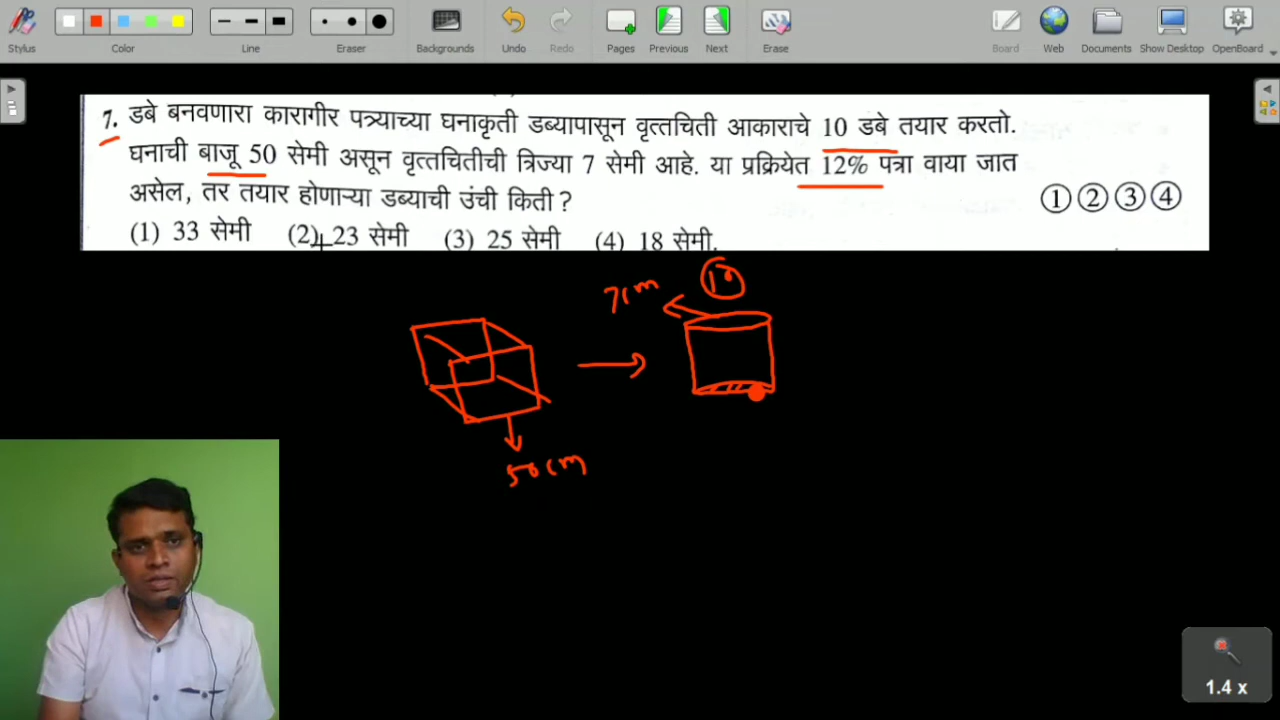 Stylus
Color
Line
Eraser
Backgrounds
Undo
Redo
Pages
Previous
Next
Erase
Board
Web
Documents
Show Desktop
OpenBoard
7. डबे बनवणारा कारागीर पत्र्याच्या घनाकृती डब्यापासून वृत्तचिती आकाराचे 10 डबे तयार करतो.
घनाची बाजू 50 सेमी असून वृत्तचितीची त्रिज्या 7 सेमी आहे. या प्रक्रियेत 12% पत्रा वाया जात
असेल, तर तयार होणाऱ्या डब्याची उंची किती ?
① ② ③ ④
(1) 33 सेमी (2) 23 सेमी (3) 25 सेमी (4) 18 सेमी.
7cm
10
50cm
1.4 x